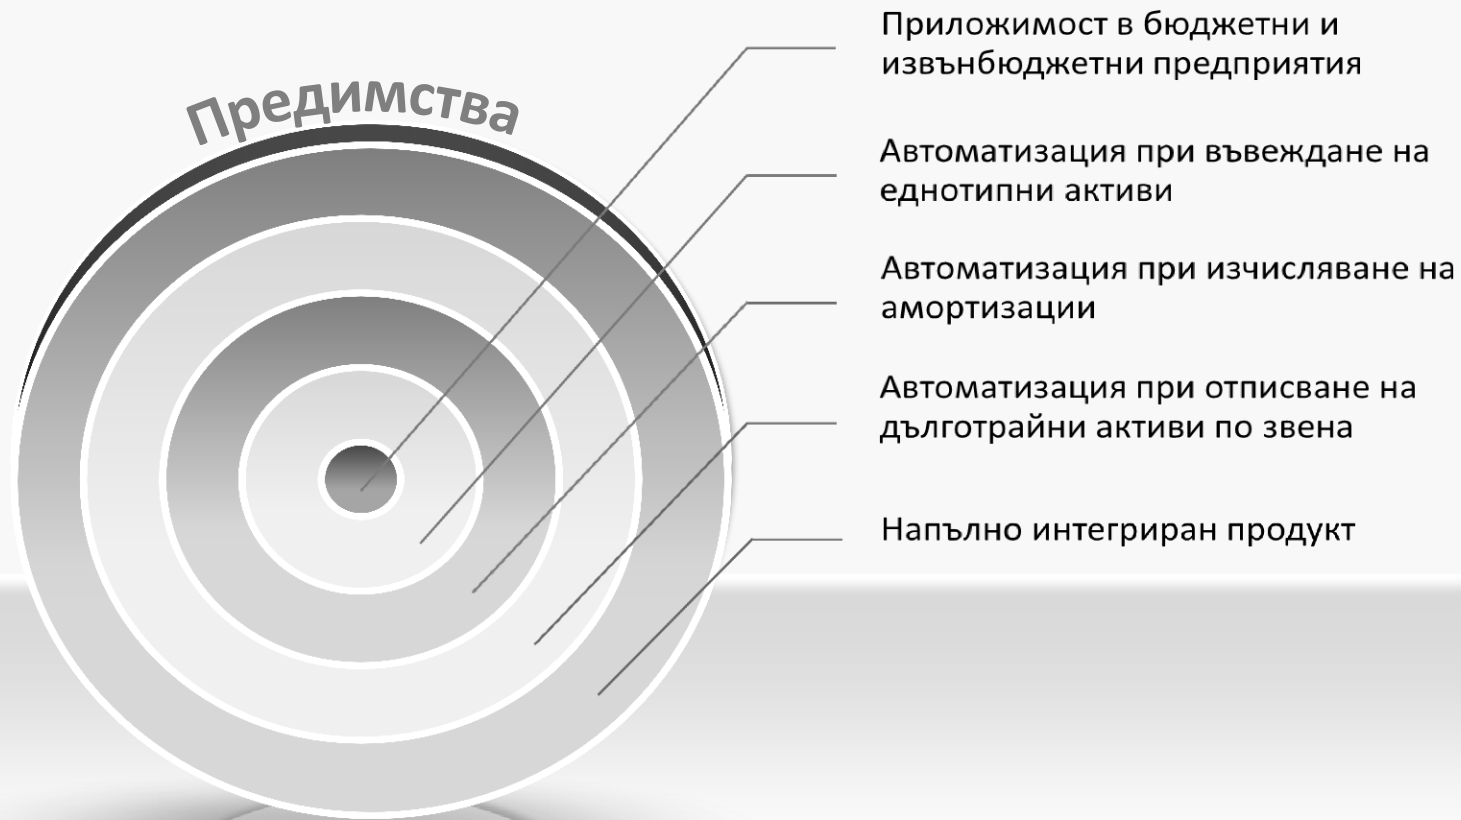 Предимства
Приложимост в бюджетни и
извънбюджетни предприятия
Автоматизация при въвеждане на
еднотипни активи
Автоматизация при изчисляване на
амортизации
Автоматизация при отписване на
дълготрайни активи по звена
Напълно интегриран продукт